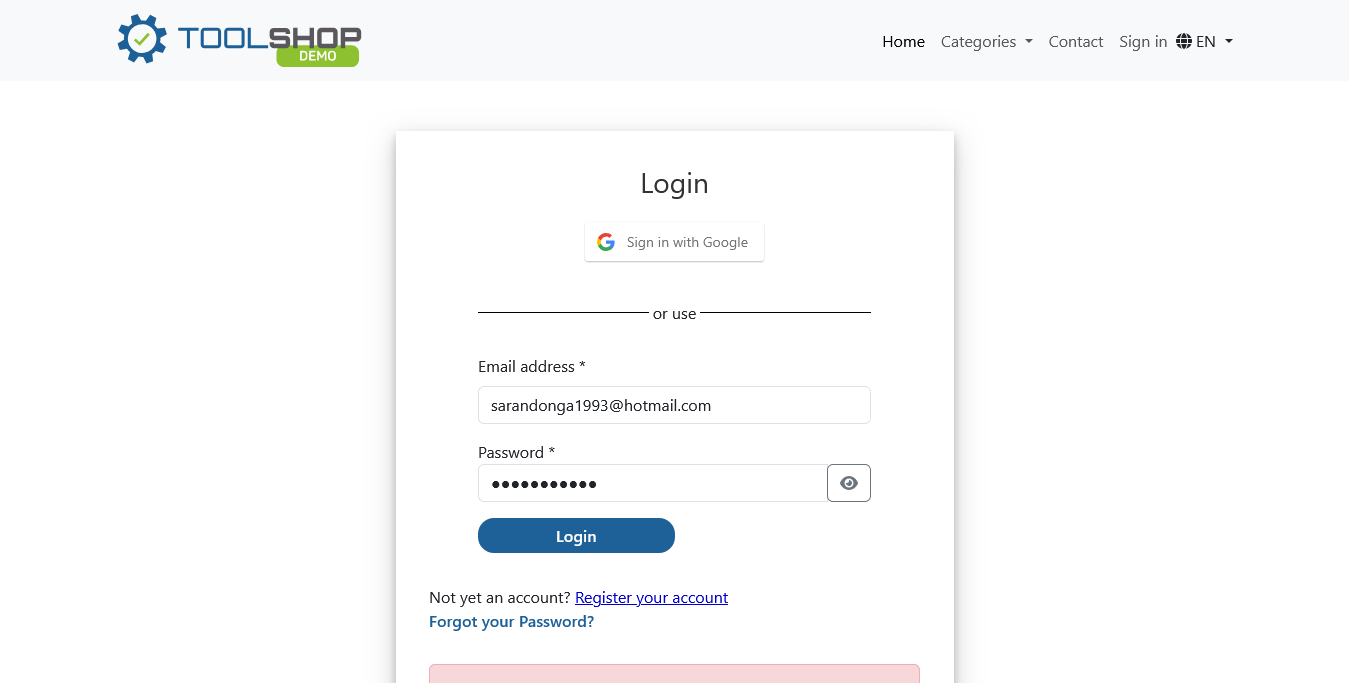 TOOLSHOP
DEMO
Home Categories Contact Sign in EN
Login
Sign in with Google
or use
Email address *
sarandonga1993@hotmail.com
Password *
●●●●●●●●●●●
Login
Not yet an account? Register your account
Forgot your Password?